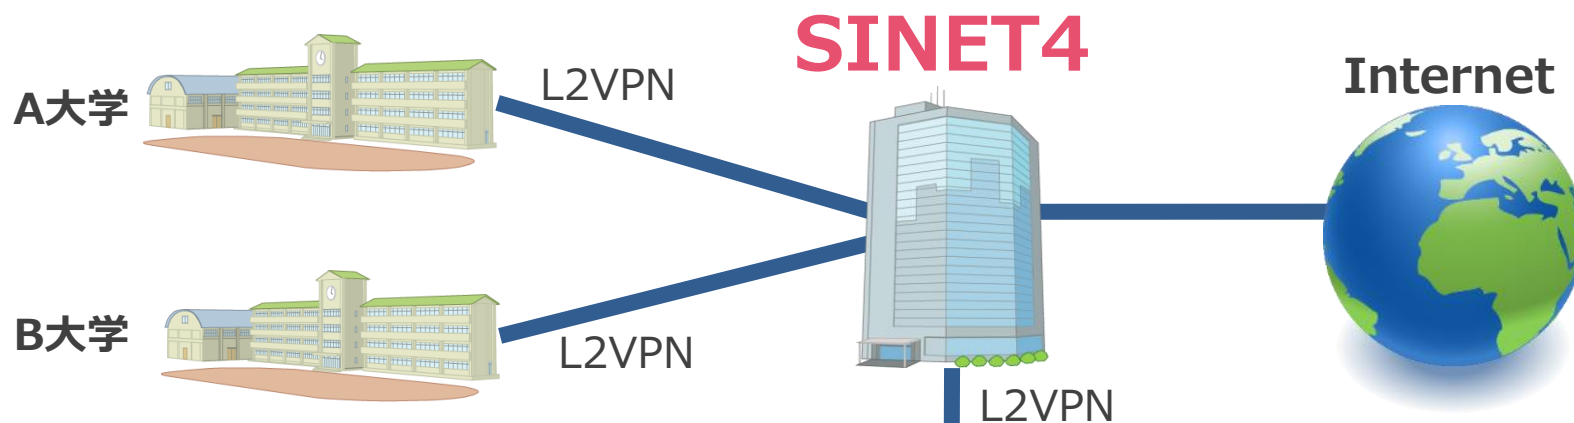 SINET4
Internet
A大学
L2VPN
B大学
L2VPN
L2VPN